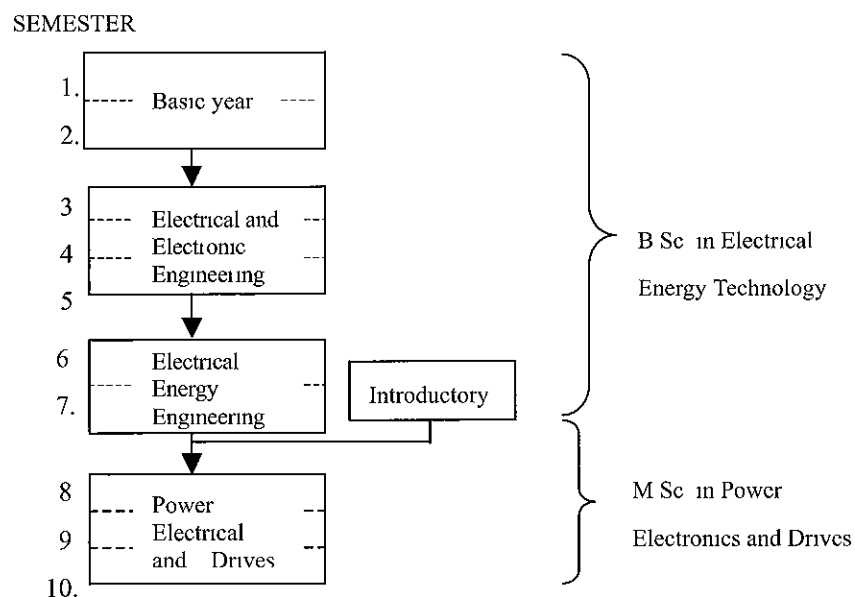 SEMESTER
1.
Basic year
2.
3
Electrical and
4
Electronic
Engineering
5
6
Electrical
Energy
7.
Engineering
Introductory
8
Power
Electrical
9
and Drives
10.
B Sc in Electrical
Energy Technology
M Sc in Power
Electronics and Drives